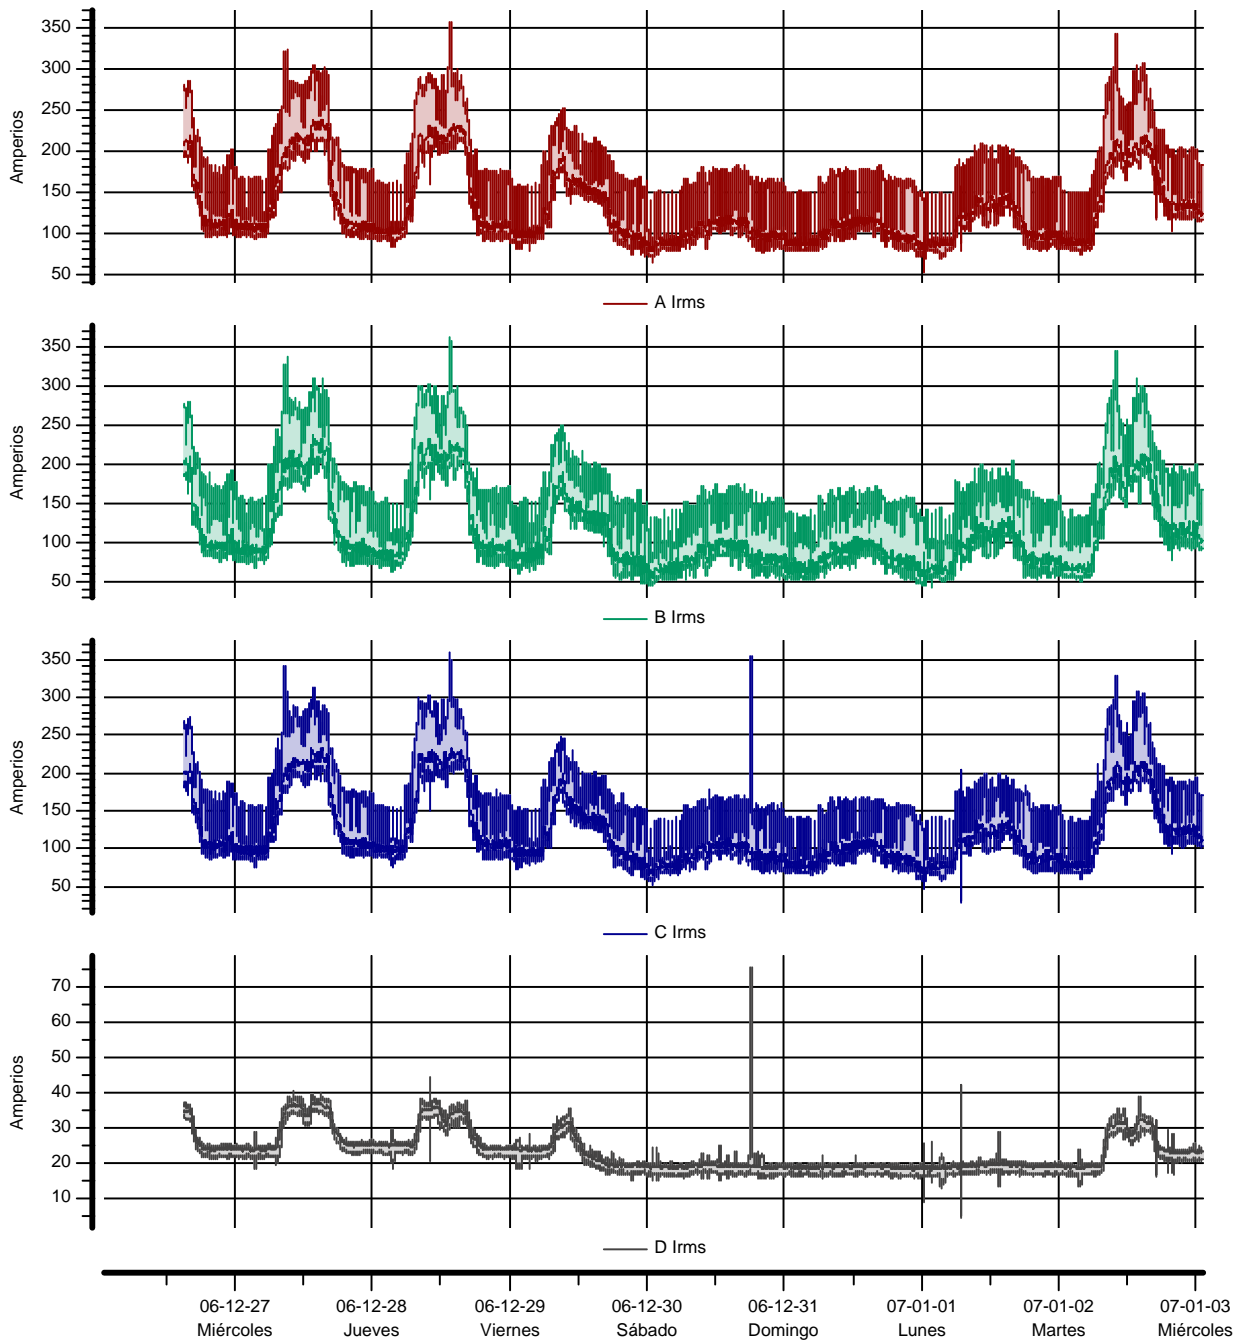 350
300
250
200
150
100
50
Amperios
A Irms
350
300
250
200
150
100
50
Amperios
B Irms
350
300
250
200
150
100
50
Amperios
C Irms
70
60
50
40
30
20
10
Amperios
D Irms
06-12-27 06-12-28 06-12-29 06-12-30 06-12-31 07-01-01 07-01-02 07-01-03
Miércoles Jueves Viernes Sábado Domingo Lunes Martes Miércoles